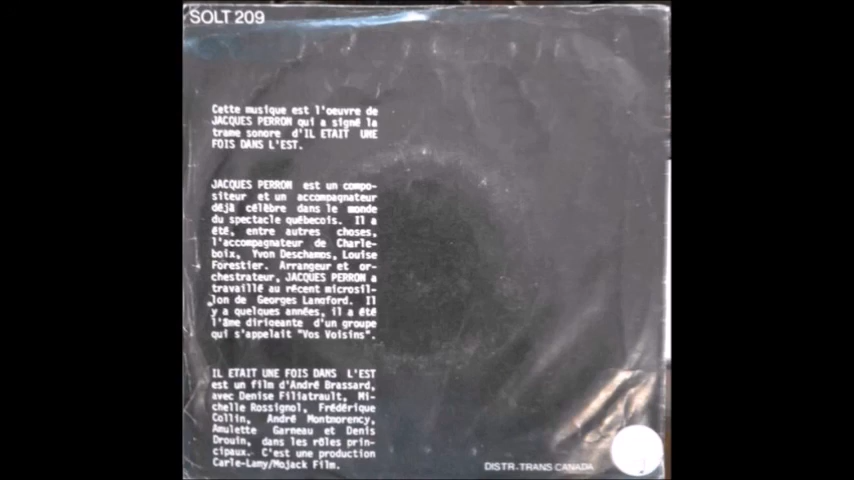 SOLT 209
Cette musique est l'oeuvre de
JACQUES PERRON qui a signé la
trame sonore d'IL ETAIT UNE
FOIS DANS L'EST.
JACQUES PERRON est un compo-
siteur et un accompagnateur
déjà célèbre dans le monde
du spectacle québecois. Il a
été, entre autres choses,
l'accompagnateur de Charle-
boix, Yvon Deschamps, Louise
Forestier. Arrangeur et or-
chestrateur, JACQUES PERRON a
travaillé au récent microsil-
lon de Georges Langford. Il
y a quelques années, il a été
l'âme dirigeante d'un groupe
qui s'appelait "Vos Voisins".
IL ETAIT UNE FOIS DANS L'EST
est un film d'André Brassard,
avec Denise Filiatrault, Mi-
chelle Rossignol, Frédérique
Collin, André Montmorency,
Amulette Garneau et Denis
Drouin, dans les rôles prin-
cipaux. C'est une production
Carle-Lamy/Mojack Film.
DISTR. TRANS CANADA